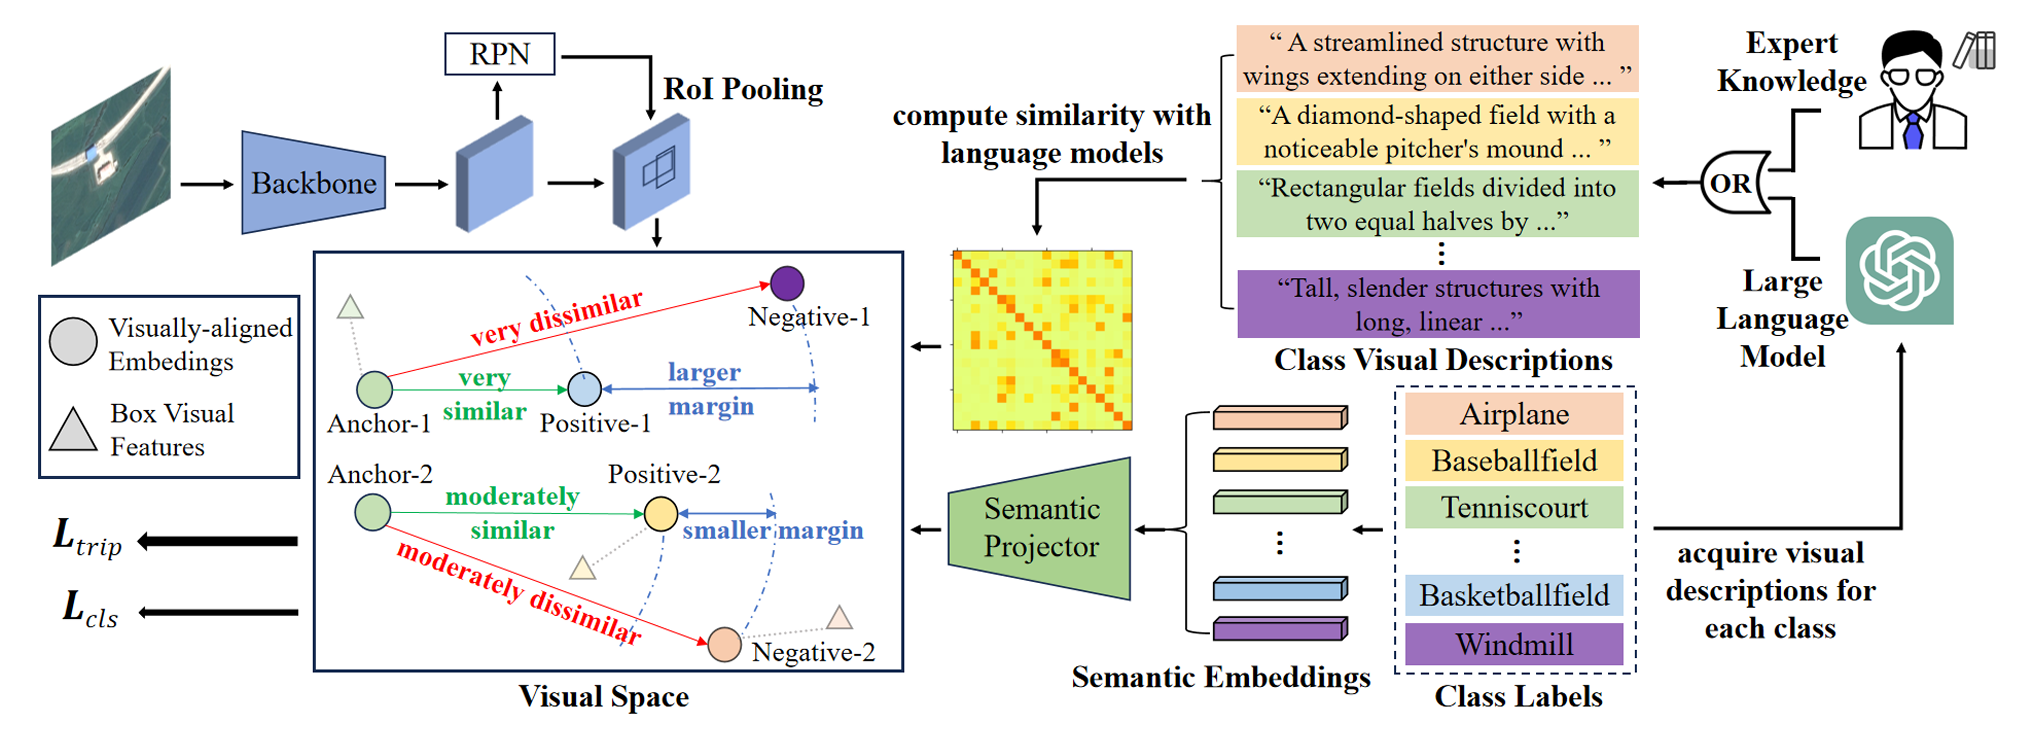 RPN
RoI Pooling
Backbone
compute similarity with
language models
“ A streamlined structure with
wings extending on either side ... ”
“A diamond-shaped field with a
noticeable pitcher's mound ... ”
“Rectangular fields divided into
two equal halves by ...”
“Tall, slender structures with
long, linear ...”
Class Visual Descriptions
Expert
Knowledge
OR
Large
Language
Model
Visually-aligned
Embedings
Box Visual
Features
very dissimilar
Negative-1
very
similar
larger
margin
Anchor-1
Positive-1
Anchor-2
Positive-2
moderately
similar
smaller margin
moderately dissimilar
Negative-2
Visual Space
L_trip
L_cls
Semantic
Projector
Semantic Embeddings
Airplane
Baseballfield
Tenniscourt
Basketballfield
Windmill
Class Labels
acquire visual
descriptions for
each class